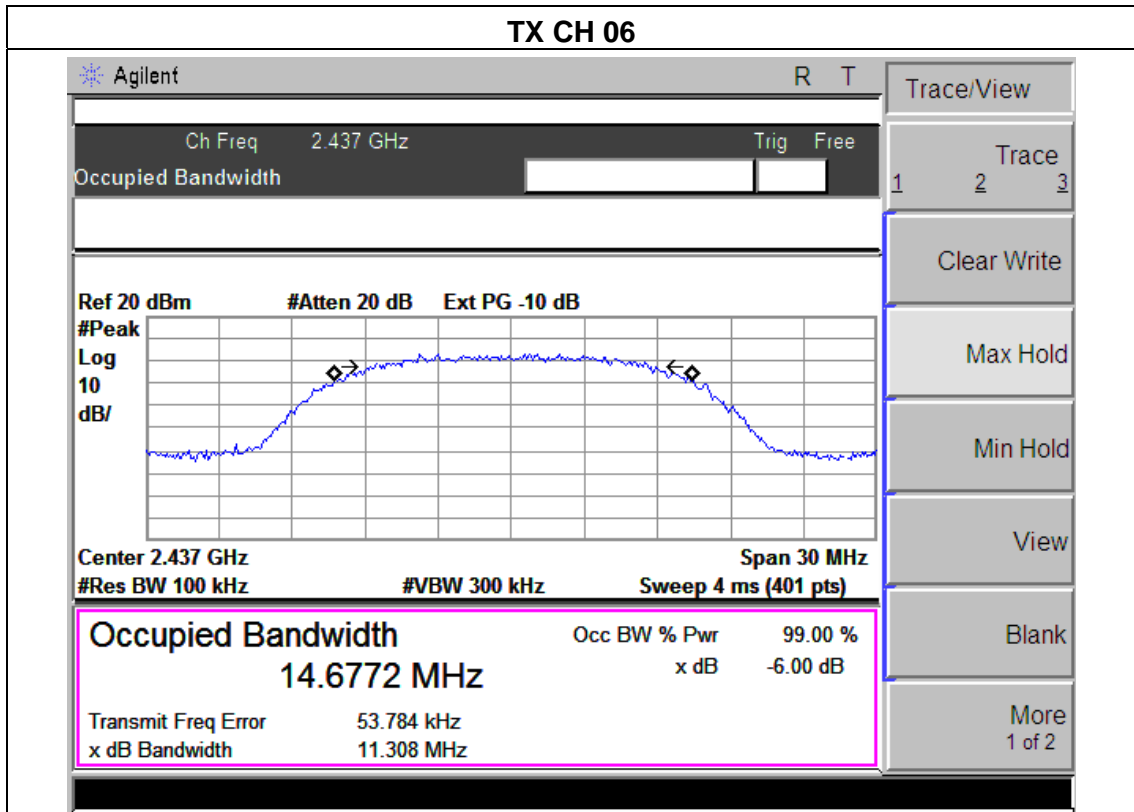 TX CH 06
Agilent R T
Trace/View
Ch Freq 2.437 GHz Trig Free
Occupied Bandwidth
Trace
1 2 3
Clear Write
Ref 20 dBm #Atten 20 dB Ext PG -10 dB
#Peak
Log
10
dB/
Max Hold
Min Hold
View
Center 2.437 GHz Span 30 MHz
#Res BW 100 kHz #VBW 300 kHz Sweep 4 ms (401 pts)
Occupied Bandwidth Occ BW % Pwr 99.00 %
14.6772 MHz x dB -6.00 dB
Blank
Transmit Freq Error 53.784 kHz
x dB Bandwidth 11.308 MHz
More
1 of 2